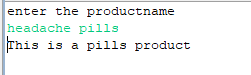 enter the productname
headache pills
This is a pills product